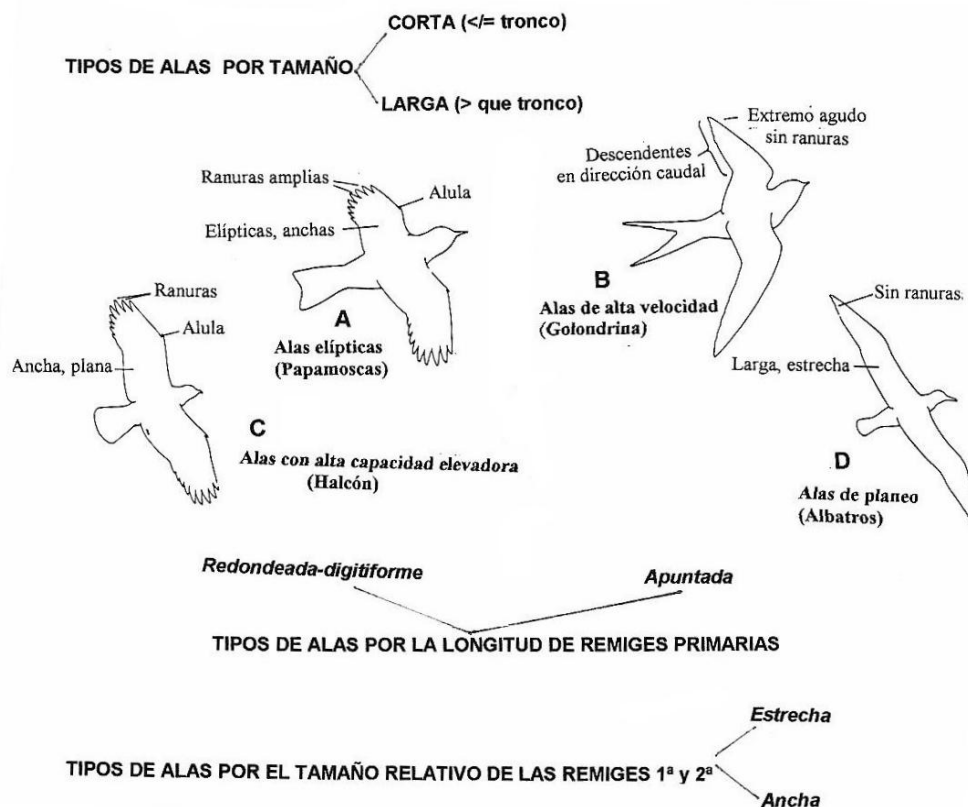 CORTA (</= tronco)
TIPOS DE ALAS POR TAMAÑO
LARGA (> que tronco)
Extremo agudo
sin ranuras
Descendentes
en dirección caudal
Ranuras amplias
Alula
Elípticas, anchas
B
Alas de alta velocidad
(Golondrina)
A
Alas elípticas
(Papamoscas)
Ranuras
Alula
Ancha, plana
Sin ranuras
Larga, estrecha
C
Alas con alta capacidad elevadora
(Halcón)
D
Alas de planeo
(Albatros)
Redondeada-digitiforme
Apuntada
TIPOS DE ALAS POR LA LONGITUD DE REMIGES PRIMARIAS
Estrecha
TIPOS DE ALAS POR EL TAMAÑO RELATIVO DE LAS REMIGES 1ª y 2ª
Ancha